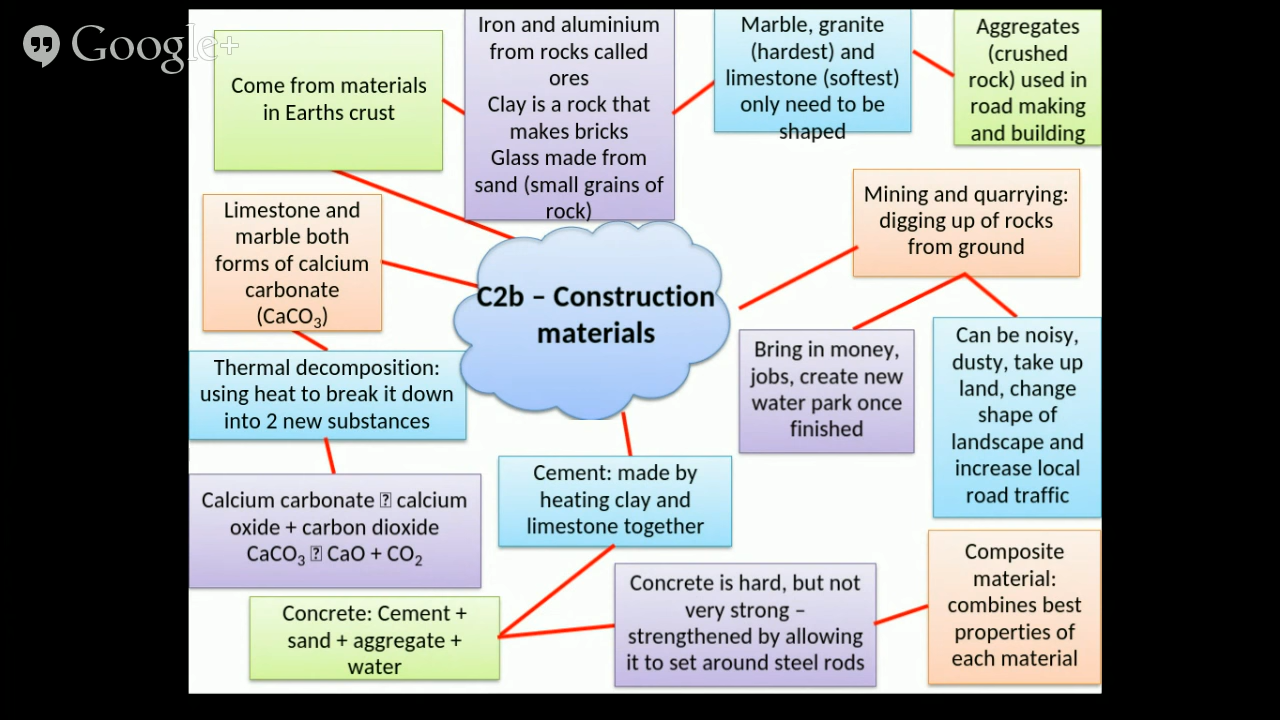 Google+
Come from materials
in Earths crust
Iron and aluminium
from rocks called
ores
Clay is a rock that
makes bricks
Glass made from
sand (small grains of
rock)
Marble, granite
(hardest) and
limestone (softest)
only need to be
shaped
Aggregates
(crushed
rock) used in
road making
and building
Limestone and
marble both
forms of calcium
carbonate
(CaCO₃)
Mining and quarrying:
digging up of rocks
from ground
C2b – Construction
materials
Thermal decomposition:
using heat to break it down
into 2 new substances
Bring in money,
jobs, create new
water park once
finished
Can be noisy,
dusty, take up
land, change
shape of
landscape and
increase local
road traffic
Calcium carbonate ⍰ calcium
oxide + carbon dioxide
CaCO₃ ⍰ CaO + CO₂
Cement: made by
heating clay and
limestone together
Concrete: Cement +
sand + aggregate +
water
Concrete is hard, but not
very strong –
strengthened by allowing
it to set around steel rods
Composite
material:
combines best
properties of
each material